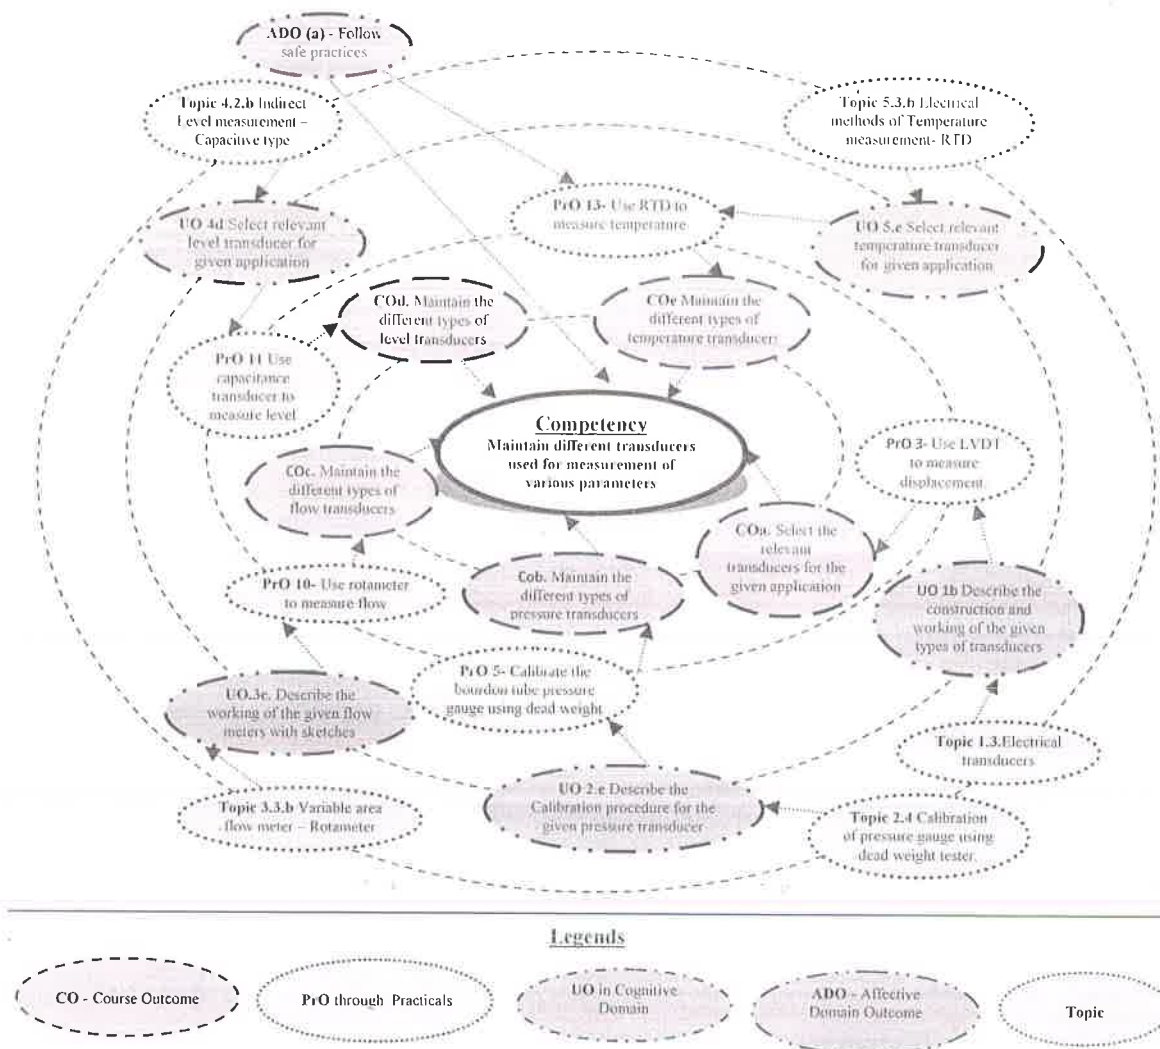 ADO (a) - Follow
safe practices
Topic 4.2.b Indirect
Level measurement –
Capacitive type
Topic 5.3.b Electrical
methods of Temperature
measurement- RTD
PrO 13- Use RTD to
measure temperature
UO 4d Select relevant
level transducer for
given application
UO 5.e Select relevant
temperature transducer
for given application
COd. Maintain the
different types of
level transducers
COe Maintain the
different types of
temperature transducers
PrO 11 Use
capacitance
transducer to
measure level
Competency
Maintain different transducers
used for measurement of
various parameters
PrO 3- Use LVDT
to measure
displacement.
COc. Maintain the
different types of
flow transducers
COa. Select the
relevant
transducers for the
given application
PrO 10- Use rotameter
to measure flow
Cob. Maintain the
different types of
pressure transducers
UO 1b Describe the
construction and
working of the given
types of transducers
PrO 5- Calibrate the
bourdon tube pressure
gauge using dead weight
UO.3c. Describe the
working of the given flow
meters with sketches
Topic 1.3.Electrical
transducers
UO 2.e Describe the
Calibration procedure for the
given pressure transducer
Topic 3.3.b Variable area
flow meter – Rotameter
Topic 2.4 Calibration
of pressure gauge using
dead weight tester.
Legends
CO - Course Outcome
PrO through Practicals
UO in Cognitive
Domain
ADO - Affective
Domain Outcome
Topic